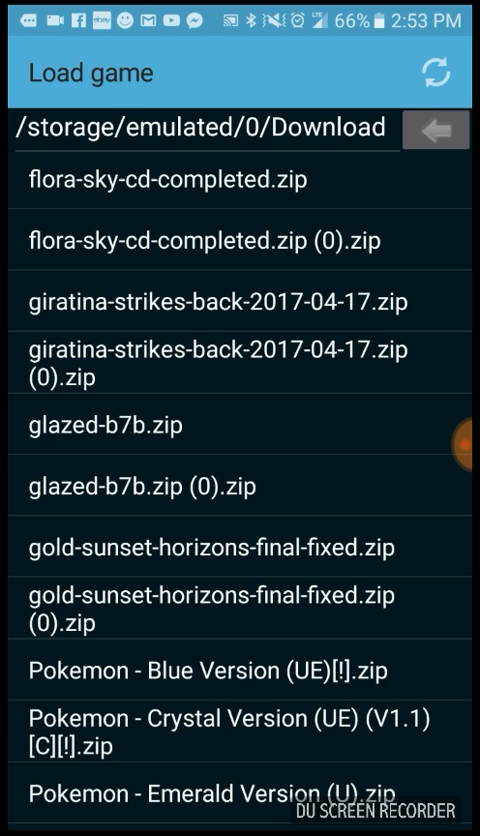 66% 2:53 PM
Load game
/storage/emulated/0/Download
flora-sky-cd-completed.zip
flora-sky-cd-completed.zip (0).zip
giratina-strikes-back-2017-04-17.zip
giratina-strikes-back-2017-04-17.zip
(0).zip
glazed-b7b.zip
glazed-b7b.zip (0).zip
gold-sunset-horizons-final-fixed.zip
gold-sunset-horizons-final-fixed.zip
(0).zip
Pokemon - Blue Version (UE)[!].zip
Pokemon - Crystal Version (UE) (V1.1)
[C][!].zip
Pokemon - Emerald Version (U).zip
DU SCREEN RECORDER